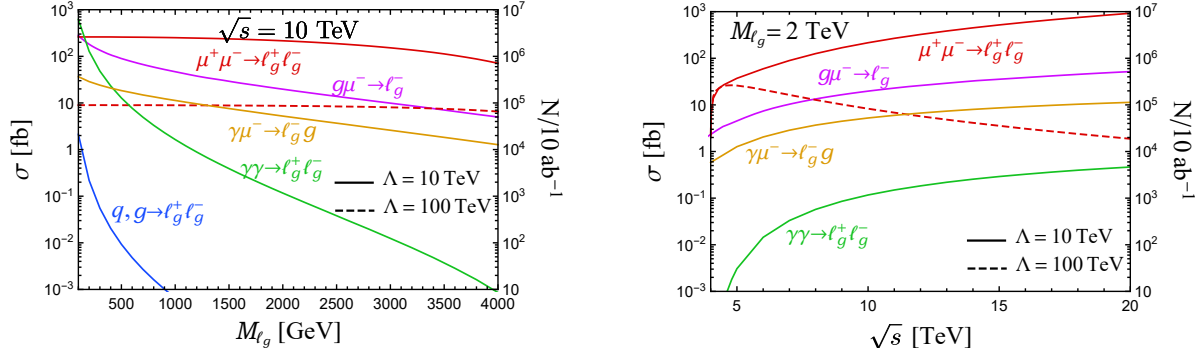 √s = 10 TeV
μ⁺μ⁻→ℓ_g⁺ℓ_g⁻
gμ⁻→ℓ_g⁻
γμ⁻→ℓ_g⁻g
γγ→ℓ_g⁺ℓ_g⁻
q,g→ℓ_g⁺ℓ_g⁻
Λ = 10 TeV
Λ = 100 TeV
σ [fb]
10³
10²
10
1
10⁻¹
10⁻²
10⁻³
N/10 ab⁻¹
10⁷
10⁶
10⁵
10⁴
10³
10²
10
500 1000 1500 2000 2500 3000 3500 4000
M_ℓg [GeV]
M_ℓg = 2 TeV
μ⁺μ⁻→ℓ_g⁺ℓ_g⁻
gμ⁻→ℓ_g⁻
γμ⁻→ℓ_g⁻g
γγ→ℓ_g⁺ℓ_g⁻
Λ = 10 TeV
Λ = 100 TeV
σ [fb]
10³
10²
10
1
10⁻¹
10⁻²
10⁻³
N/10 ab⁻¹
10⁷
10⁶
10⁵
10⁴
10³
10²
10
5 10 15 20
√s [TeV]